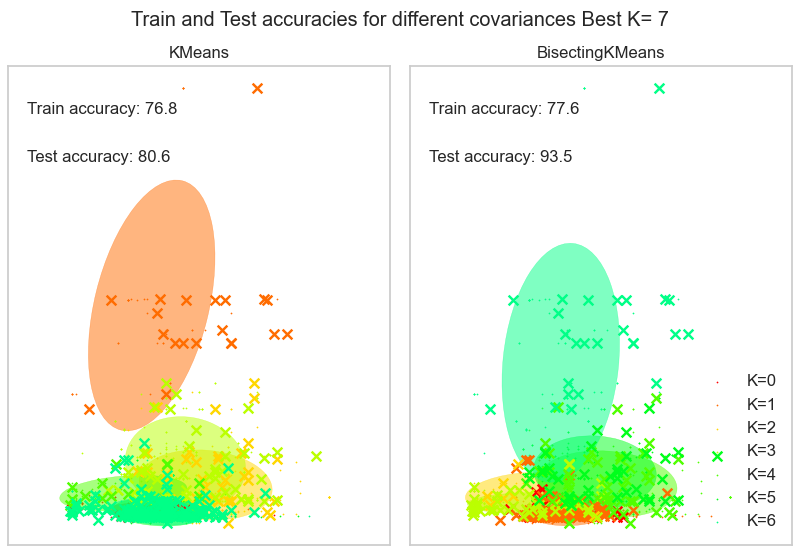 Train and Test accuracies for different covariances Best K= 7
KMeans
BisectingKMeans
Train accuracy: 76.8
Test accuracy: 80.6
Train accuracy: 77.6
Test accuracy: 93.5
K=0
K=1
K=2
K=3
K=4
K=5
K=6